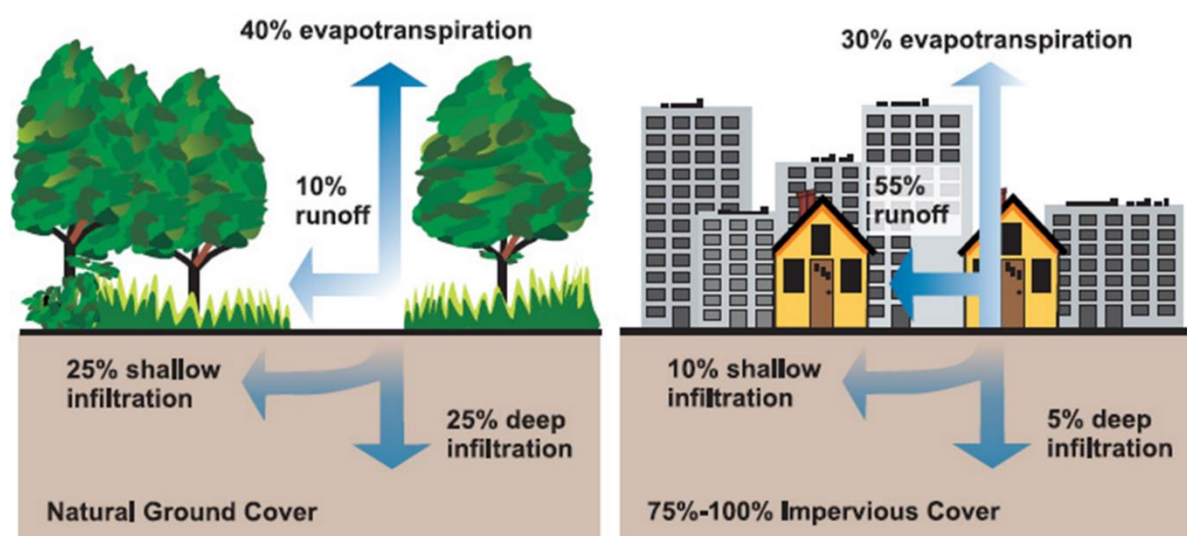 40% evapotranspiration
10%
runoff
25% shallow
infiltration
25% deep
infiltration
Natural Ground Cover
30% evapotranspiration
55%
runoff
10% shallow
infiltration
5% deep
infiltration
75%-100% Impervious Cover